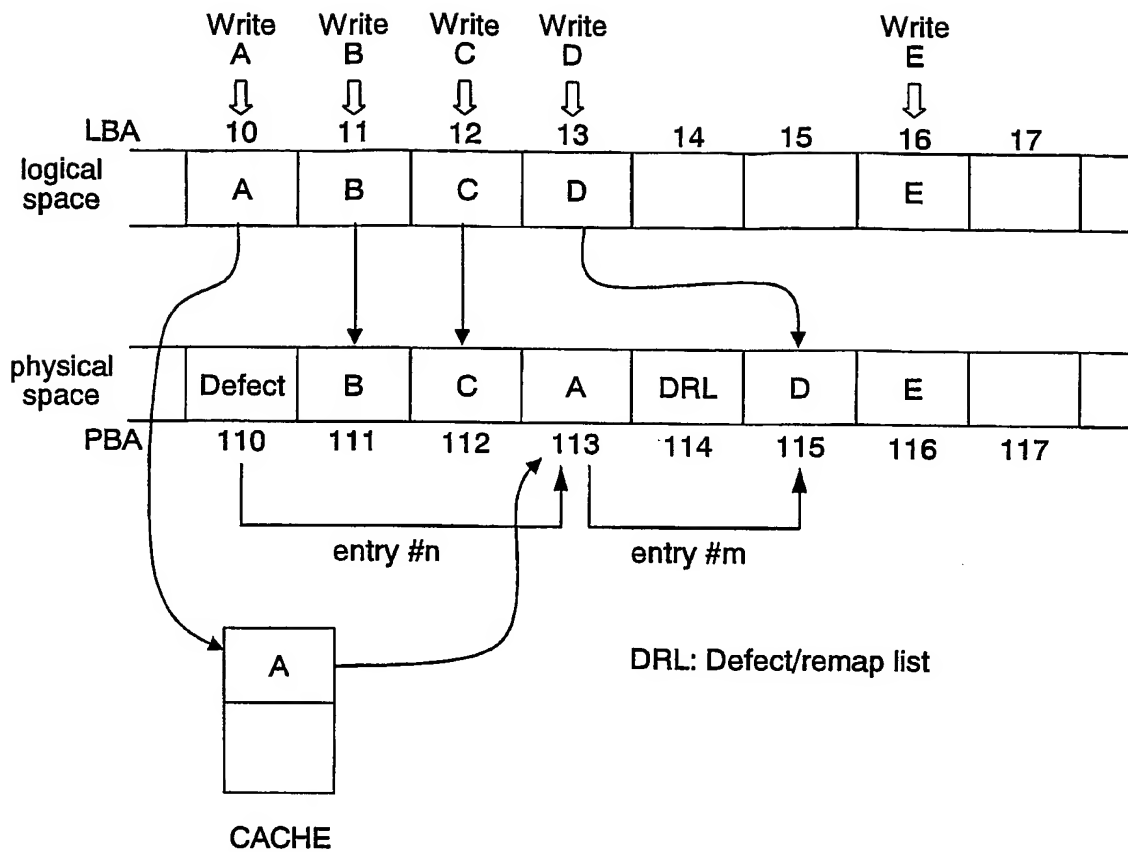 Write Write Write Write Write
A B C D E
LBA 10 11 12 13 14 15 16 17
logical
space
A B C D E
physical
space
Defect B C A DRL D E
PBA 110 111 112 113 114 115 116 117
entry #n entry #m
A
DRL: Defect/remap list
CACHE